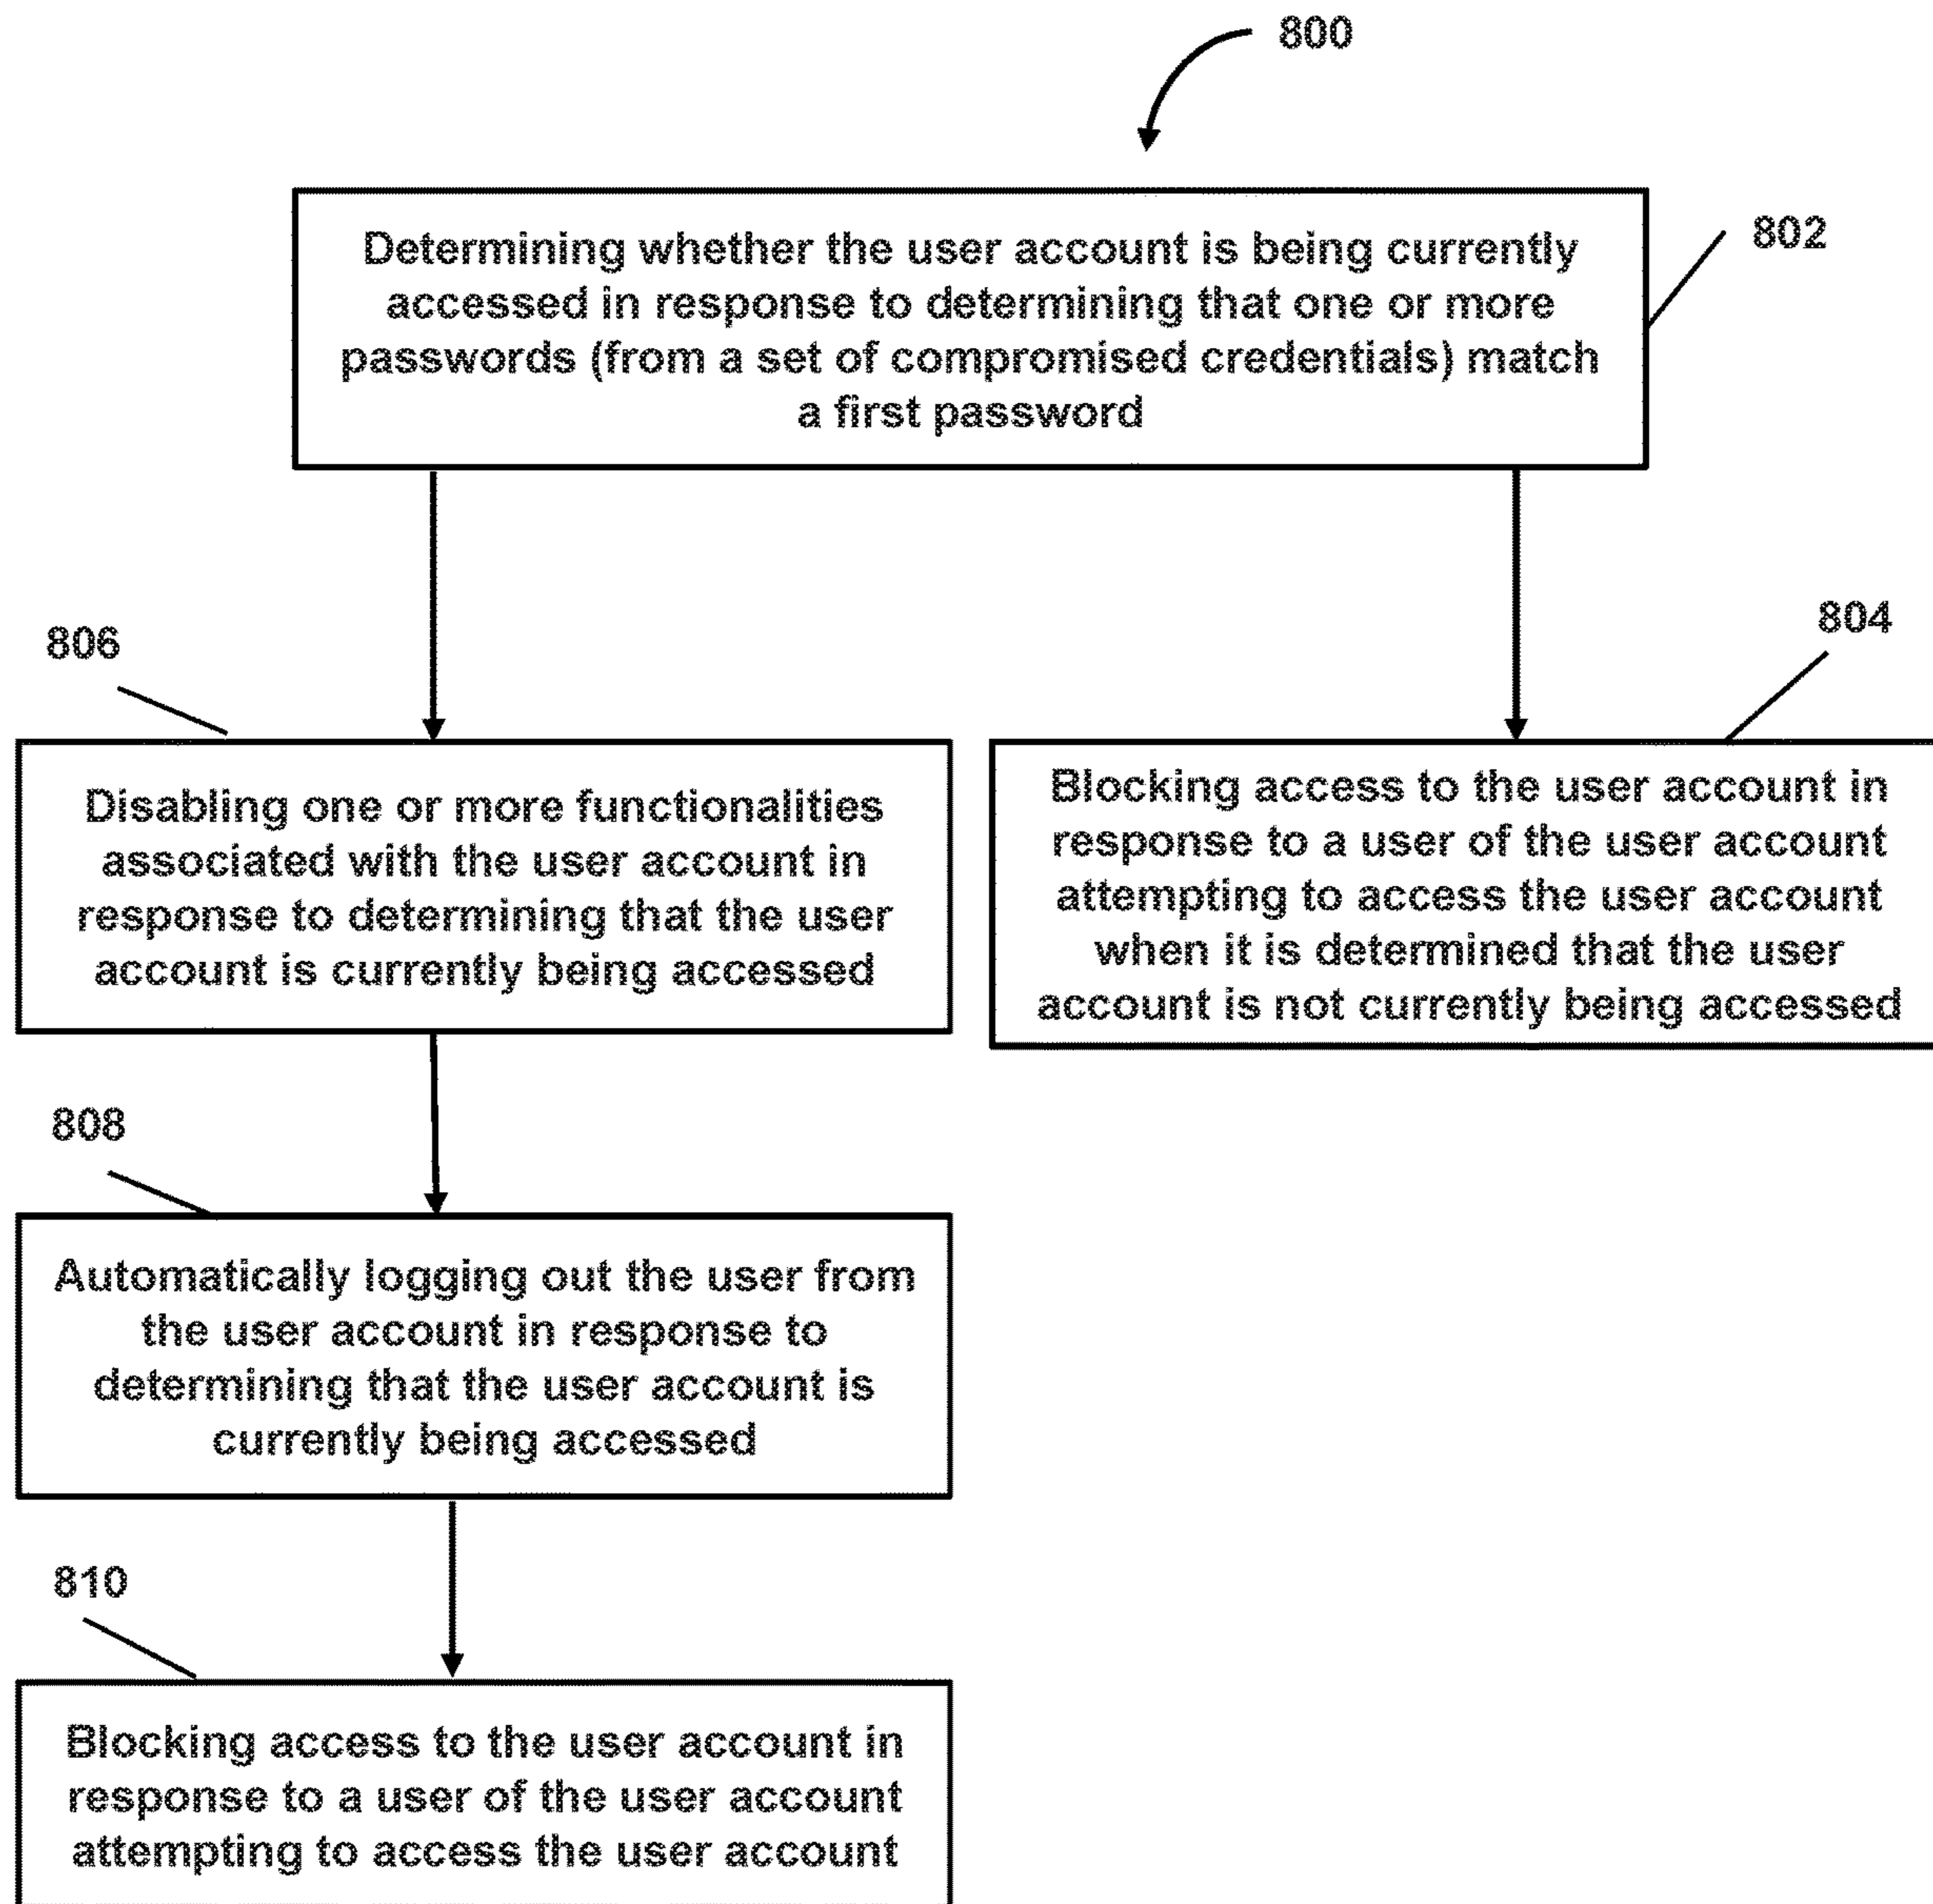 800
Determining whether the user account is being currently
accessed in response to determining that one or more
passwords (from a set of compromised credentials) match
a first password
802
806
Disabling one or more functionalities
associated with the user account in
response to determining that the user
account is currently being accessed
804
Blocking access to the user account in
response to a user of the user account
attempting to access the user account
when it is determined that the user
account is not currently being accessed
808
Automatically logging out the user from
the user account in response to
determining that the user account is
currently being accessed
810
Blocking access to the user account in
response to a user of the user account
attempting to access the user account